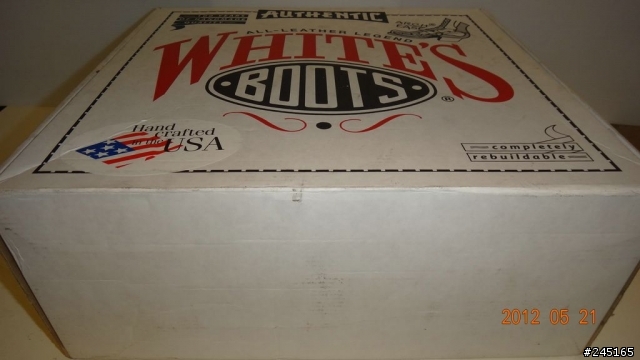 AUTHENTIC
ALL-LEATHER LEGEND
WHITE'S
BOOTS
®
Hand
Crafted
in the
USA
completely
rebuildable
2012 05 21
#245165